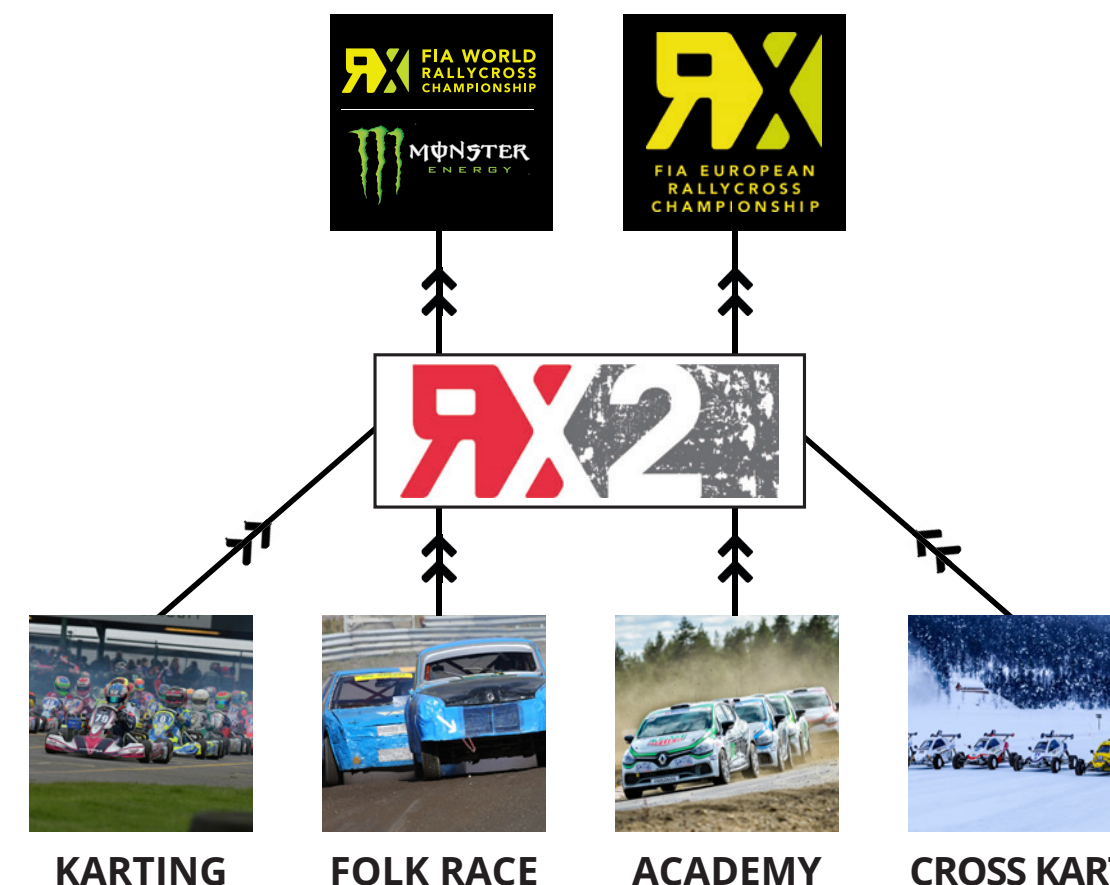 RX FIA WORLD
RALLYCROSS
CHAMPIONSHIP
MONSTER
ENERGY
RX
FIA EUROPEAN
RALLYCROSS
CHAMPIONSHIP
RX2
KARTING
FOLK RACE
ACADEMY
CROSS KART